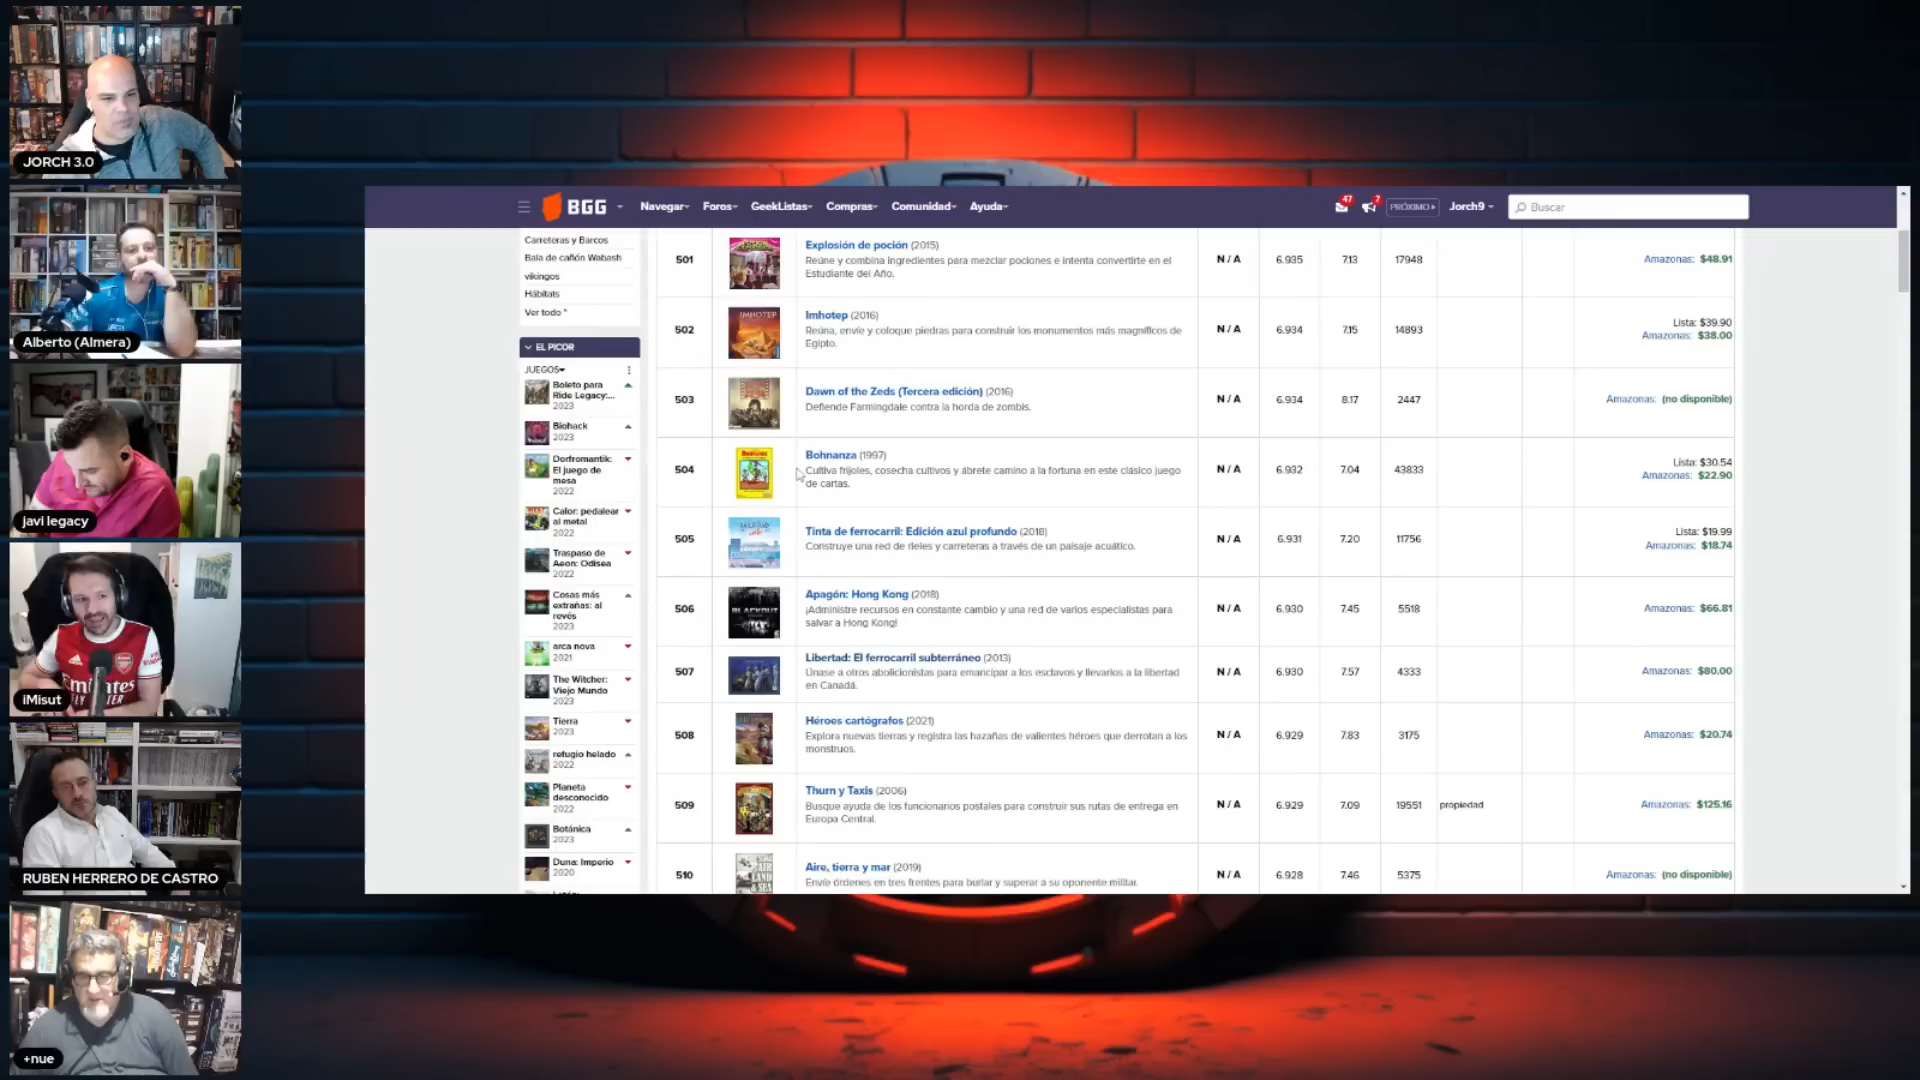 JORCH 3.0
Alberto (Almera)
javi legacy
iMisut
Emirates
RUBEN HERRERO DE CASTRO
+nue
BGG
Navegar
Foros
GeekListas
Compras
Comunidad
Ayuda
47
7
PRÓXIMO
Jorch9
Buscar
Carreteras y Barcos
Bala de cañón Wabash
vikingos
Hábitats
Ver todo "
EL PICOR
JUEGOS
Boleto para
Ride Legacy:...
2023
Biohack
2023
Dorfromantik:
El juego de
mesa
2022
Calor: pedalear
al metal
2022
Traspaso de
Aeon: Odisea
2022
Cosas más
extrañas: al
revés
2023
arca nova
2021
The Witcher:
Viejo Mundo
2023
Tierra
2023
refugio helado
2022
Planeta
desconocido
2022
Botánica
2023
Duna: Imperio
2020
501
Explosión de poción (2015)
Reúne y combina ingredientes para mezclar pociones e intenta convertirte en el
Estudiante del Año.
N / A 6.935 7.13 17948
Amazonas: $48.91
502
IMHOTEP
Imhotep (2016)
Reúna, envíe y coloque piedras para construir los monumentos más magníficos de
Egipto.
N / A 6.934 7.15 14893
Lista: $39.90
Amazonas: $38.00
503
Dawn of the Zeds (Tercera edición) (2016)
Defiende Farmingdale contra la horda de zombis.
N / A 6.934 8.17 2447
Amazonas: (no disponible)
504
Bohnanza (1997)
Cultiva frijoles, cosecha cultivos y ábrete camino a la fortuna en este clásico juego
de cartas.
N / A 6.932 7.04 43833
Lista: $30.54
Amazonas: $22.90
505
Tinta de ferrocarril: Edición azul profundo (2018)
Construye una red de rieles y carreteras a través de un paisaje acuático.
N / A 6.931 7.20 11756
Lista: $19.99
Amazonas: $18.74
506
BLACKOUT
Apagón: Hong Kong (2018)
¡Administre recursos en constante cambio y una red de varios especialistas para
salvar a Hong Kong!
N / A 6.930 7.45 5518
Amazonas: $66.81
507
Libertad: El ferrocarril subterráneo (2013)
Únase a otros abolicionistas para emancipar a los esclavos y llevarlos a la libertad
en Canadá.
N / A 6.930 7.57 4333
Amazonas: $80.00
508
Héroes cartógrafos (2021)
Explora nuevas tierras y registra las hazañas de valientes héroes que derrotan a los
monstruos.
N / A 6.929 7.83 3175
Amazonas: $20.74
509
Thurn y Taxis (2006)
Busque ayuda de los funcionarios postales para construir sus rutas de entrega en
Europa Central.
N / A 6.929 7.09 19551 propiedad
Amazonas: $125.16
510
Aire, tierra y mar (2019)
Envíe órdenes en tres frentes para burlar y superar a su oponente militar.
N / A 6.928 7.46 5375
Amazonas: (no disponible)